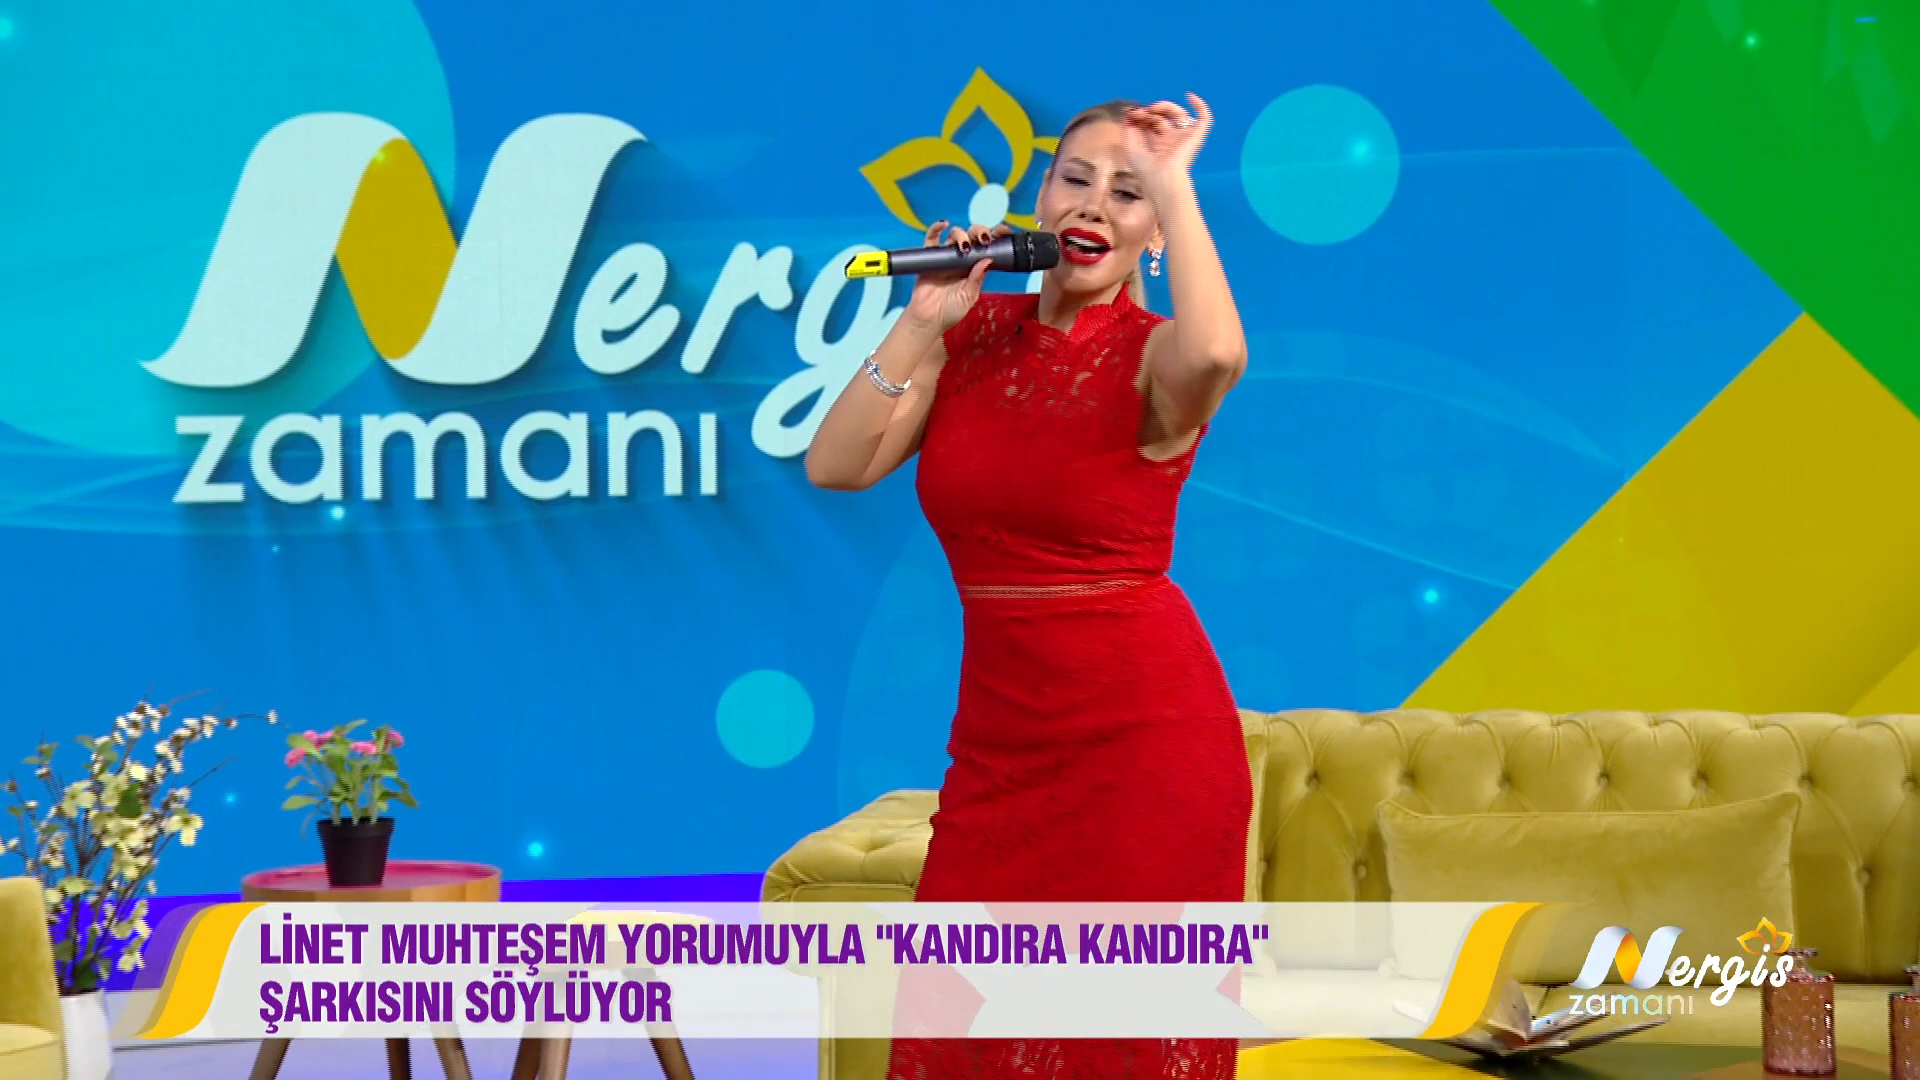 Nergis
zamanı
LİNET MUHTEŞEM YORUMUYLA "KANDIRA KANDIRA"
ŞARKISINI SÖYLÜYOR
Nergis
zamanı